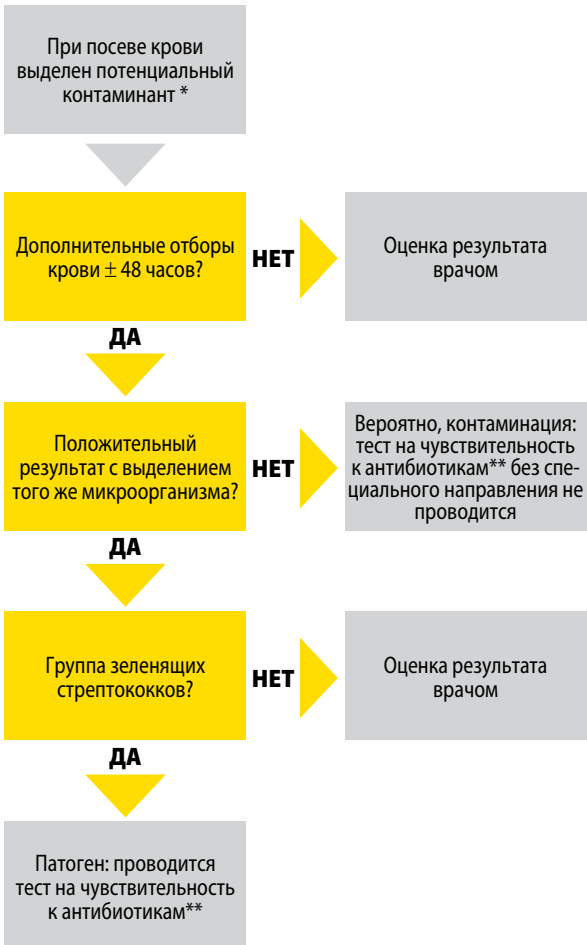 При посеве крови
выделен потенциальный
контаминант *
Дополнительные отборы
крови ± 48 часов?
НЕТ
Оценка результата
врачом
ДА
Положительный
результат с выделением
того же микроорганизма?
НЕТ
Вероятно, контаминация:
тест на чувствительность
к антибиотикам** без спе-
циального направления не
проводится
ДА
Группа зеленящих
стрептококков?
НЕТ
Оценка результата
врачом
ДА
Патоген: проводится
тест на чувствительность
к антибиотикам**